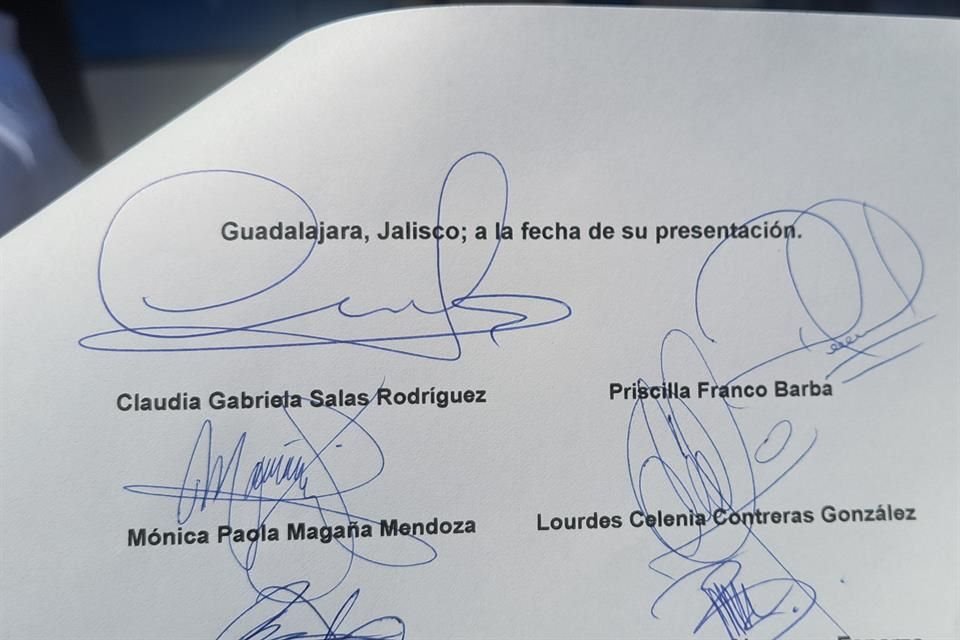 Guadalajara, Jalisco; a la fecha de su presentación.
Claudia Gabriela Salas Rodríguez
Priscilla Franco Barba
Mónica Paola Magaña Mendoza
Lourdes Celenia Contreras González